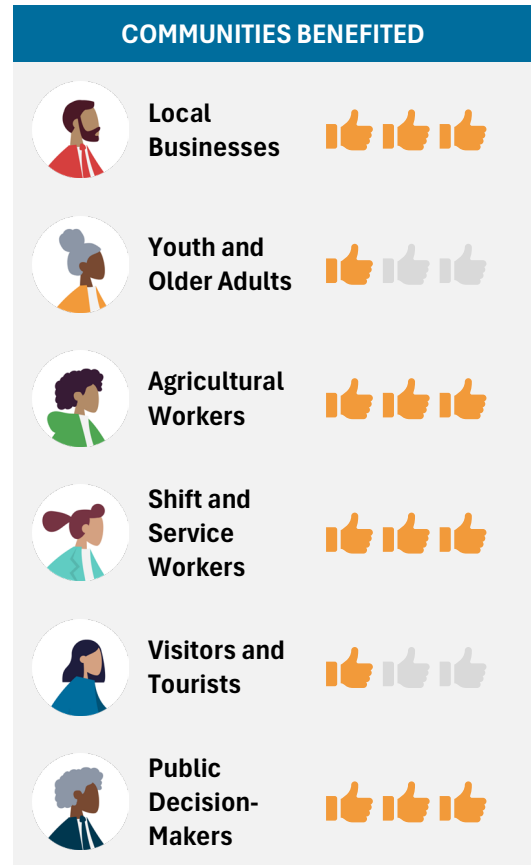 COMMUNITIES BENEFITED
Local
Businesses
Youth and
Older Adults
Agricultural
Workers
Shift and
Service
Workers
Visitors and
Tourists
Public
Decision-
Makers